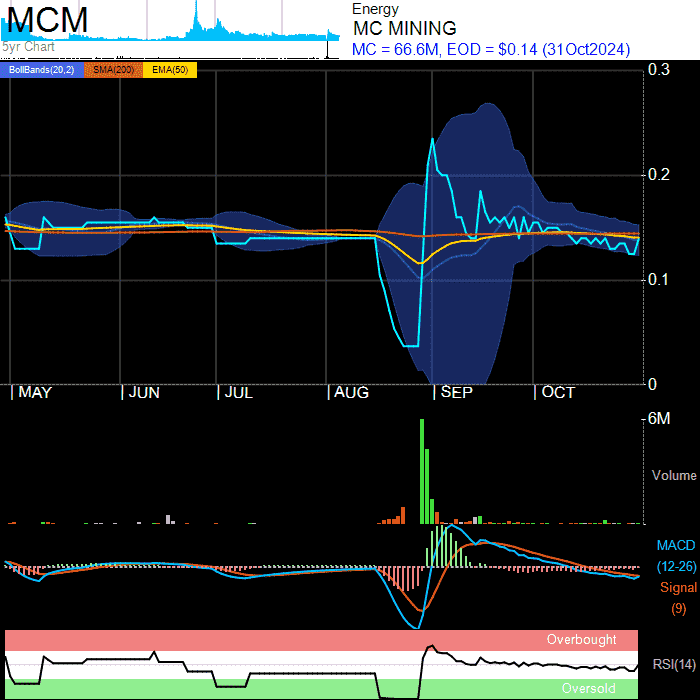 MCM
5yr Chart
Energy
MC MINING
MC = 66.6M, EOD = $0.14 (31Oct2024)
BollBands(20,2) SMA(200) EMA(50)
0.3
0.2
0.1
0
MAY JUN JUL AUG SEP OCT
6M
Volume
MACD
(12-26)
Signal
(9)
Overbought
RSI(14)
Oversold